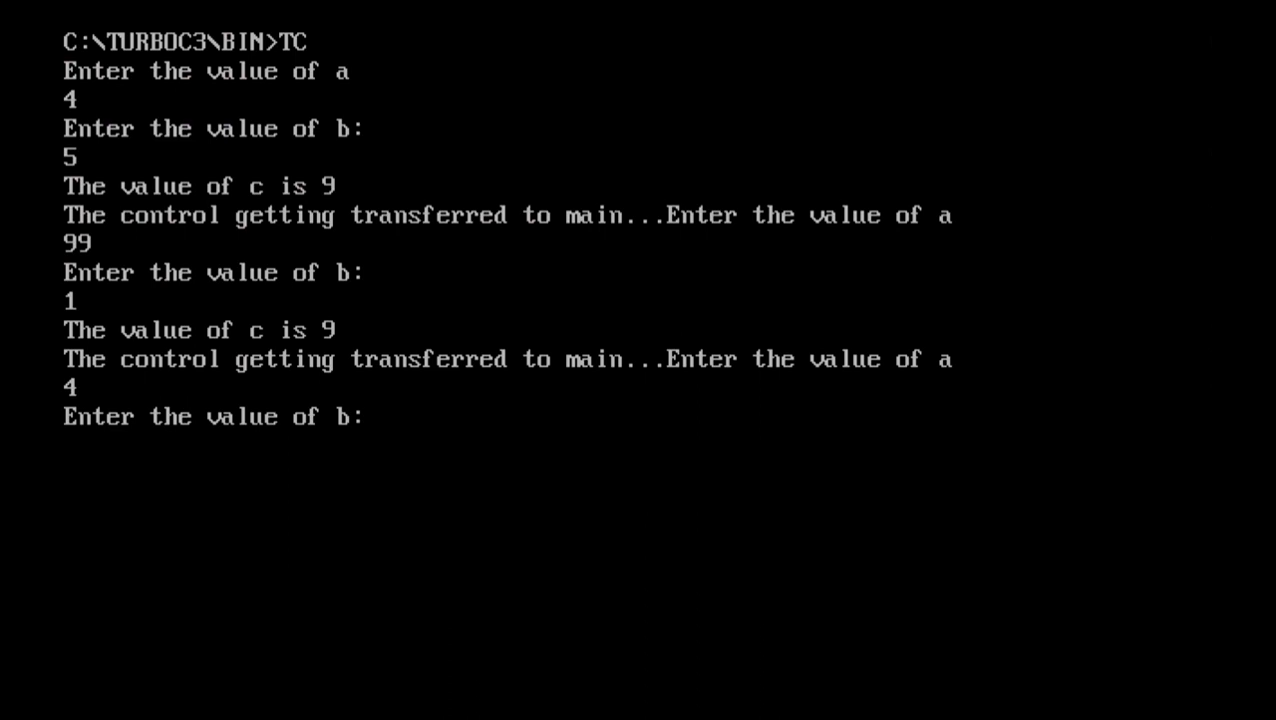 C:\TURBOC3\BIN>TC
Enter the value of a
4
Enter the value of b:
5
The value of c is 9
The control getting transferred to main...Enter the value of a
99
Enter the value of b:
1
The value of c is 9
The control getting transferred to main...Enter the value of a
4
Enter the value of b: